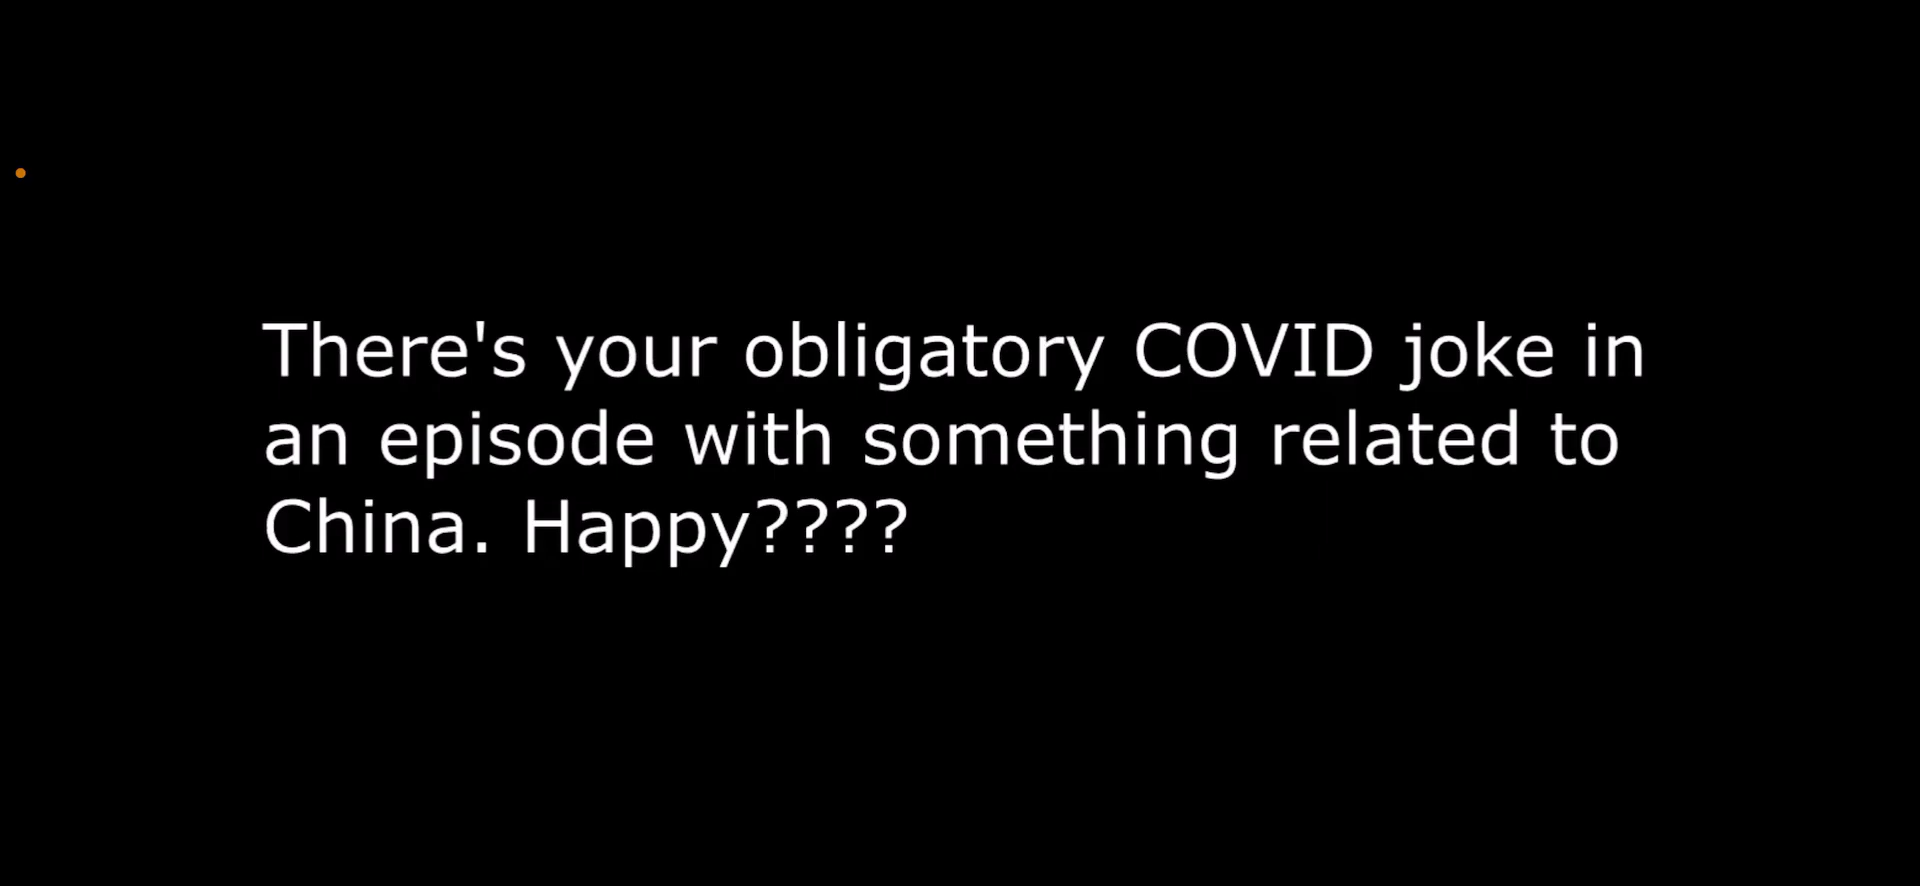 There's your obligatory COVID joke in
an episode with something related to
China. Happy????